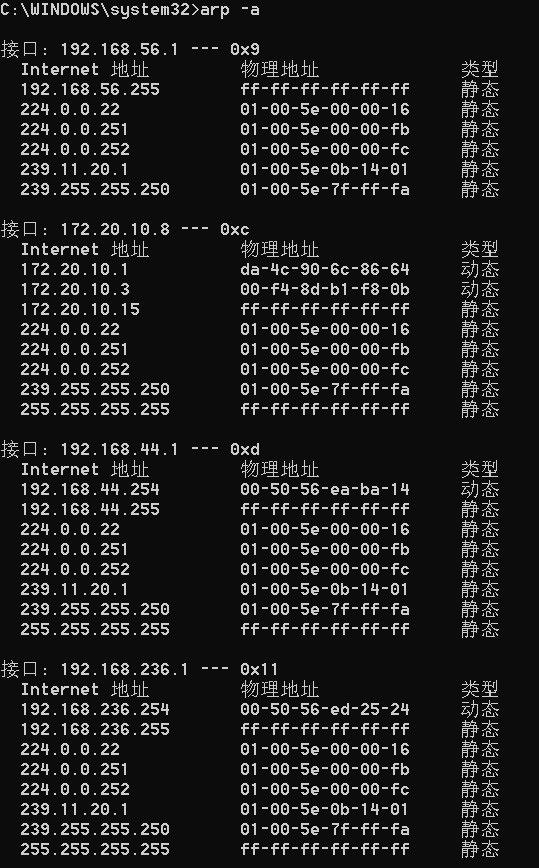 C:\WINDOWS\system32>arp -a
接口: 192.168.56.1 --- 0x9
Internet 地址 物理地址 类型
192.168.56.255 ff-ff-ff-ff-ff-ff 静态
224.0.0.22 01-00-5e-00-00-16 静态
224.0.0.251 01-00-5e-00-00-fb 静态
224.0.0.252 01-00-5e-00-00-fc 静态
239.11.20.1 01-00-5e-0b-14-01 静态
239.255.255.250 01-00-5e-7f-ff-fa 静态
接口: 172.20.10.8 --- 0xc
Internet 地址 物理地址 类型
172.20.10.1 da-4c-90-6c-86-64 动态
172.20.10.3 00-f4-8d-b1-f8-0b 动态
172.20.10.15 ff-ff-ff-ff-ff-ff 静态
224.0.0.22 01-00-5e-00-00-16 静态
224.0.0.251 01-00-5e-00-00-fb 静态
224.0.0.252 01-00-5e-00-00-fc 静态
239.255.255.250 01-00-5e-7f-ff-fa 静态
255.255.255.255 ff-ff-ff-ff-ff-ff 静态
接口: 192.168.44.1 --- 0xd
Internet 地址 物理地址 类型
192.168.44.254 00-50-56-ea-ba-14 动态
192.168.44.255 ff-ff-ff-ff-ff-ff 静态
224.0.0.22 01-00-5e-00-00-16 静态
224.0.0.251 01-00-5e-00-00-fb 静态
224.0.0.252 01-00-5e-00-00-fc 静态
239.11.20.1 01-00-5e-0b-14-01 静态
239.255.255.250 01-00-5e-7f-ff-fa 静态
255.255.255.255 ff-ff-ff-ff-ff-ff 静态
接口: 192.168.236.1 --- 0x11
Internet 地址 物理地址 类型
192.168.236.254 00-50-56-ed-25-24 动态
192.168.236.255 ff-ff-ff-ff-ff-ff 静态
224.0.0.22 01-00-5e-00-00-16 静态
224.0.0.251 01-00-5e-00-00-fb 静态
224.0.0.252 01-00-5e-00-00-fc 静态
239.11.20.1 01-00-5e-0b-14-01 静态
239.255.255.250 01-00-5e-7f-ff-fa 静态
255.255.255.255 ff-ff-ff-ff-ff-ff 静态